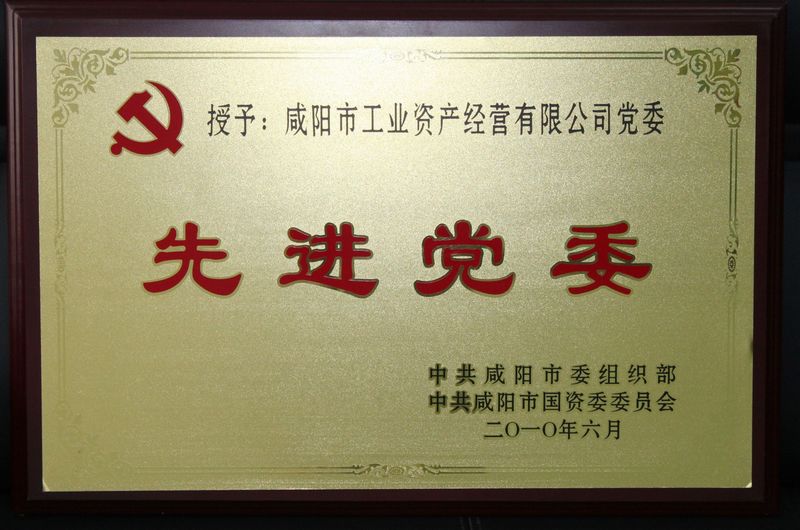 授予：咸阳市工业资产经营有限公司党委
先进党委
中共咸阳市委组织部
中共咸阳市国资委委员会
二O一O年六月